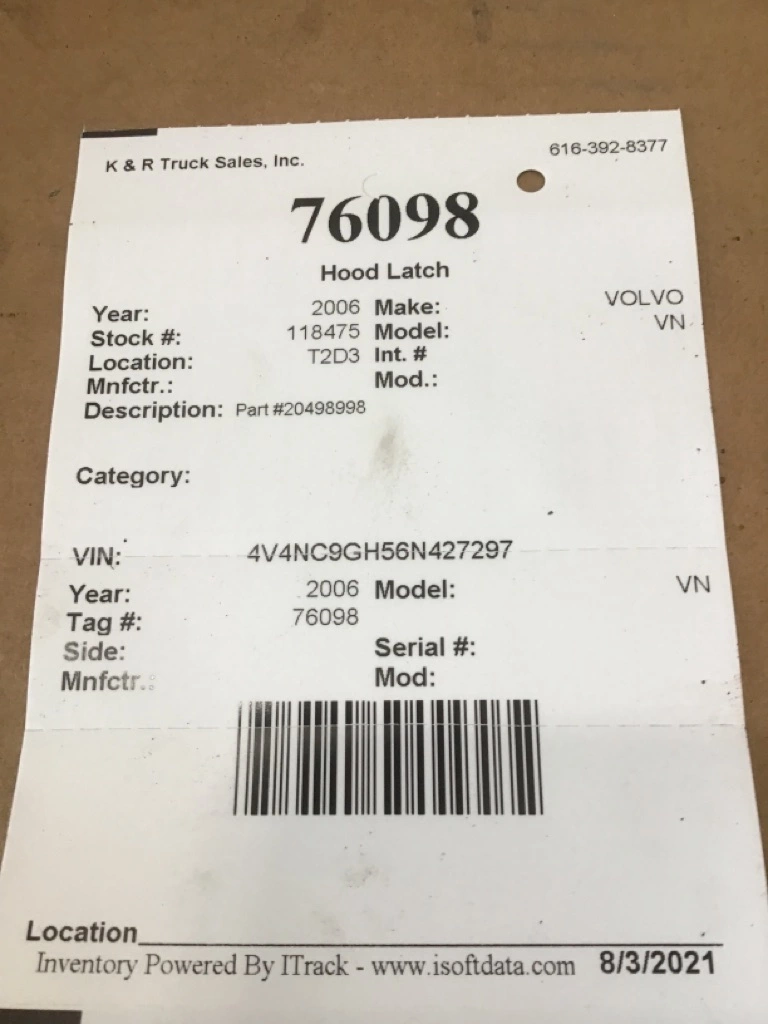 K & R Truck Sales, Inc. 616-392-8377
76098
Hood Latch
Year: 2006 Make: VOLVO
Stock #: 118475 Model: VN
Location: T2D3 Int. #
Mnfctr.: Mod.:
Description: Part #20498998
Category:
VIN: 4V4NC9GH56N427297
Year: 2006 Model: VN
Tag #: 76098
Side: Serial #:
Mnfctr.: Mod:
Location
Inventory Powered By ITrack - www.isoftdata.com 8/3/2021